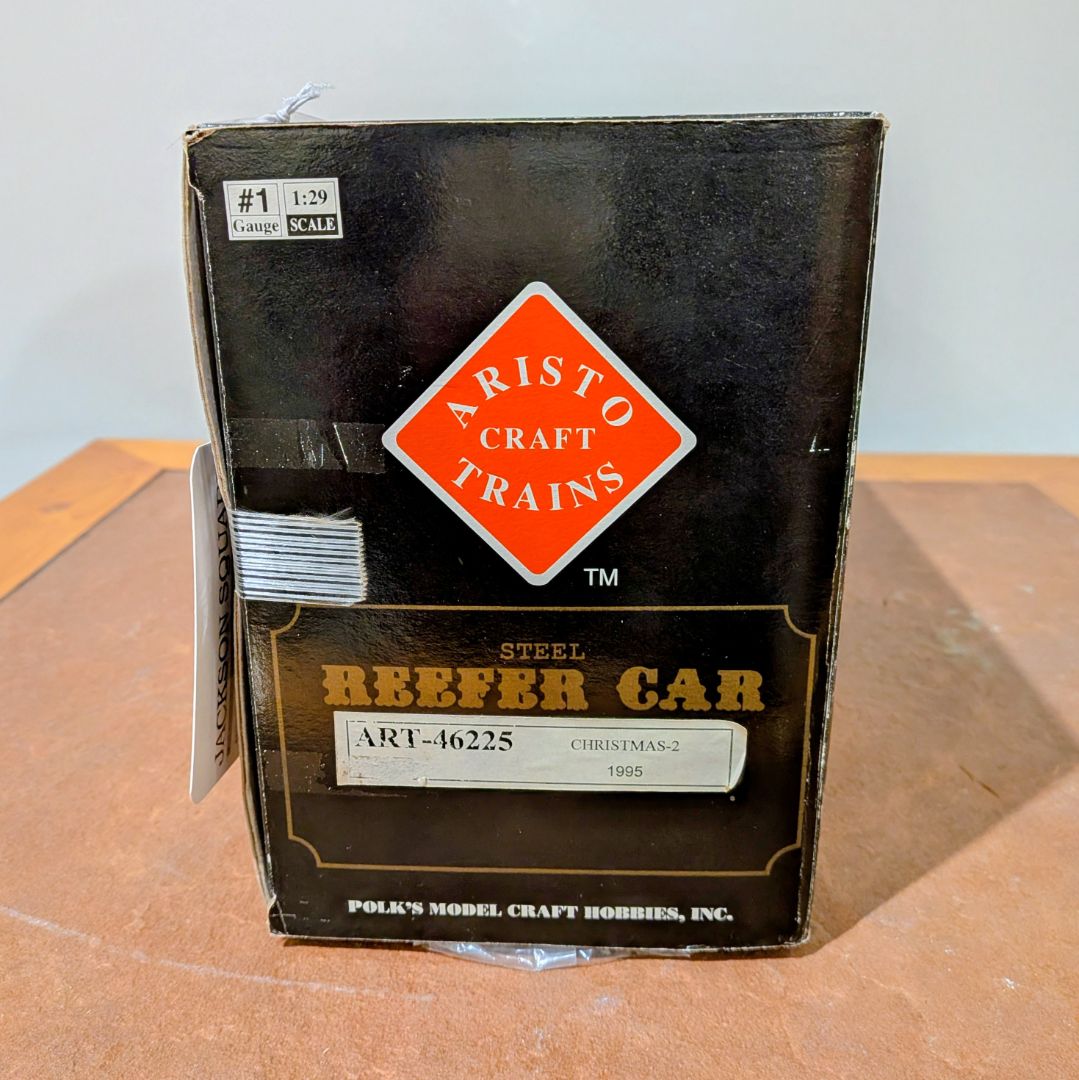 #1
Gauge
1:29
SCALE
ARISTO
CRAFT
TRAINS
TM
STEEL
REEFER CAR
ART-46225
CHRISTMAS-2
1995
POLK'S MODEL CRAFT HOBBIES, INC.
JACKSON